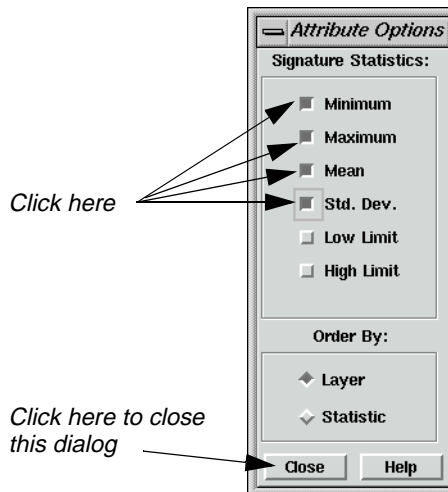 Attribute Options
Signature Statistics:
Minimum
Maximum
Mean
Click here
Std. Dev.
Low Limit
High Limit
Order By:
Layer
Click here to close
this dialog
Statistic
Close Help